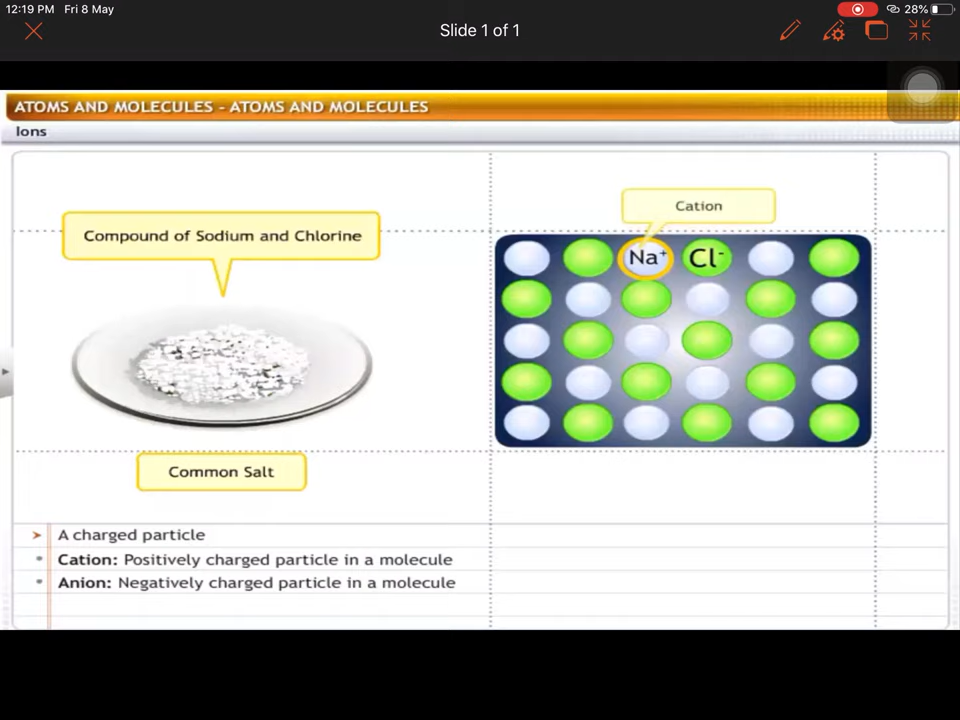 12:19 PM Fri 8 May
28%
Slide 1 of 1
ATOMS AND MOLECULES - ATOMS AND MOLECULES
Ions
Cation
Compound of Sodium and Chlorine
Na⁺ Cl⁻
Common Salt
A charged particle
Cation: Positively charged particle in a molecule
Anion: Negatively charged particle in a molecule